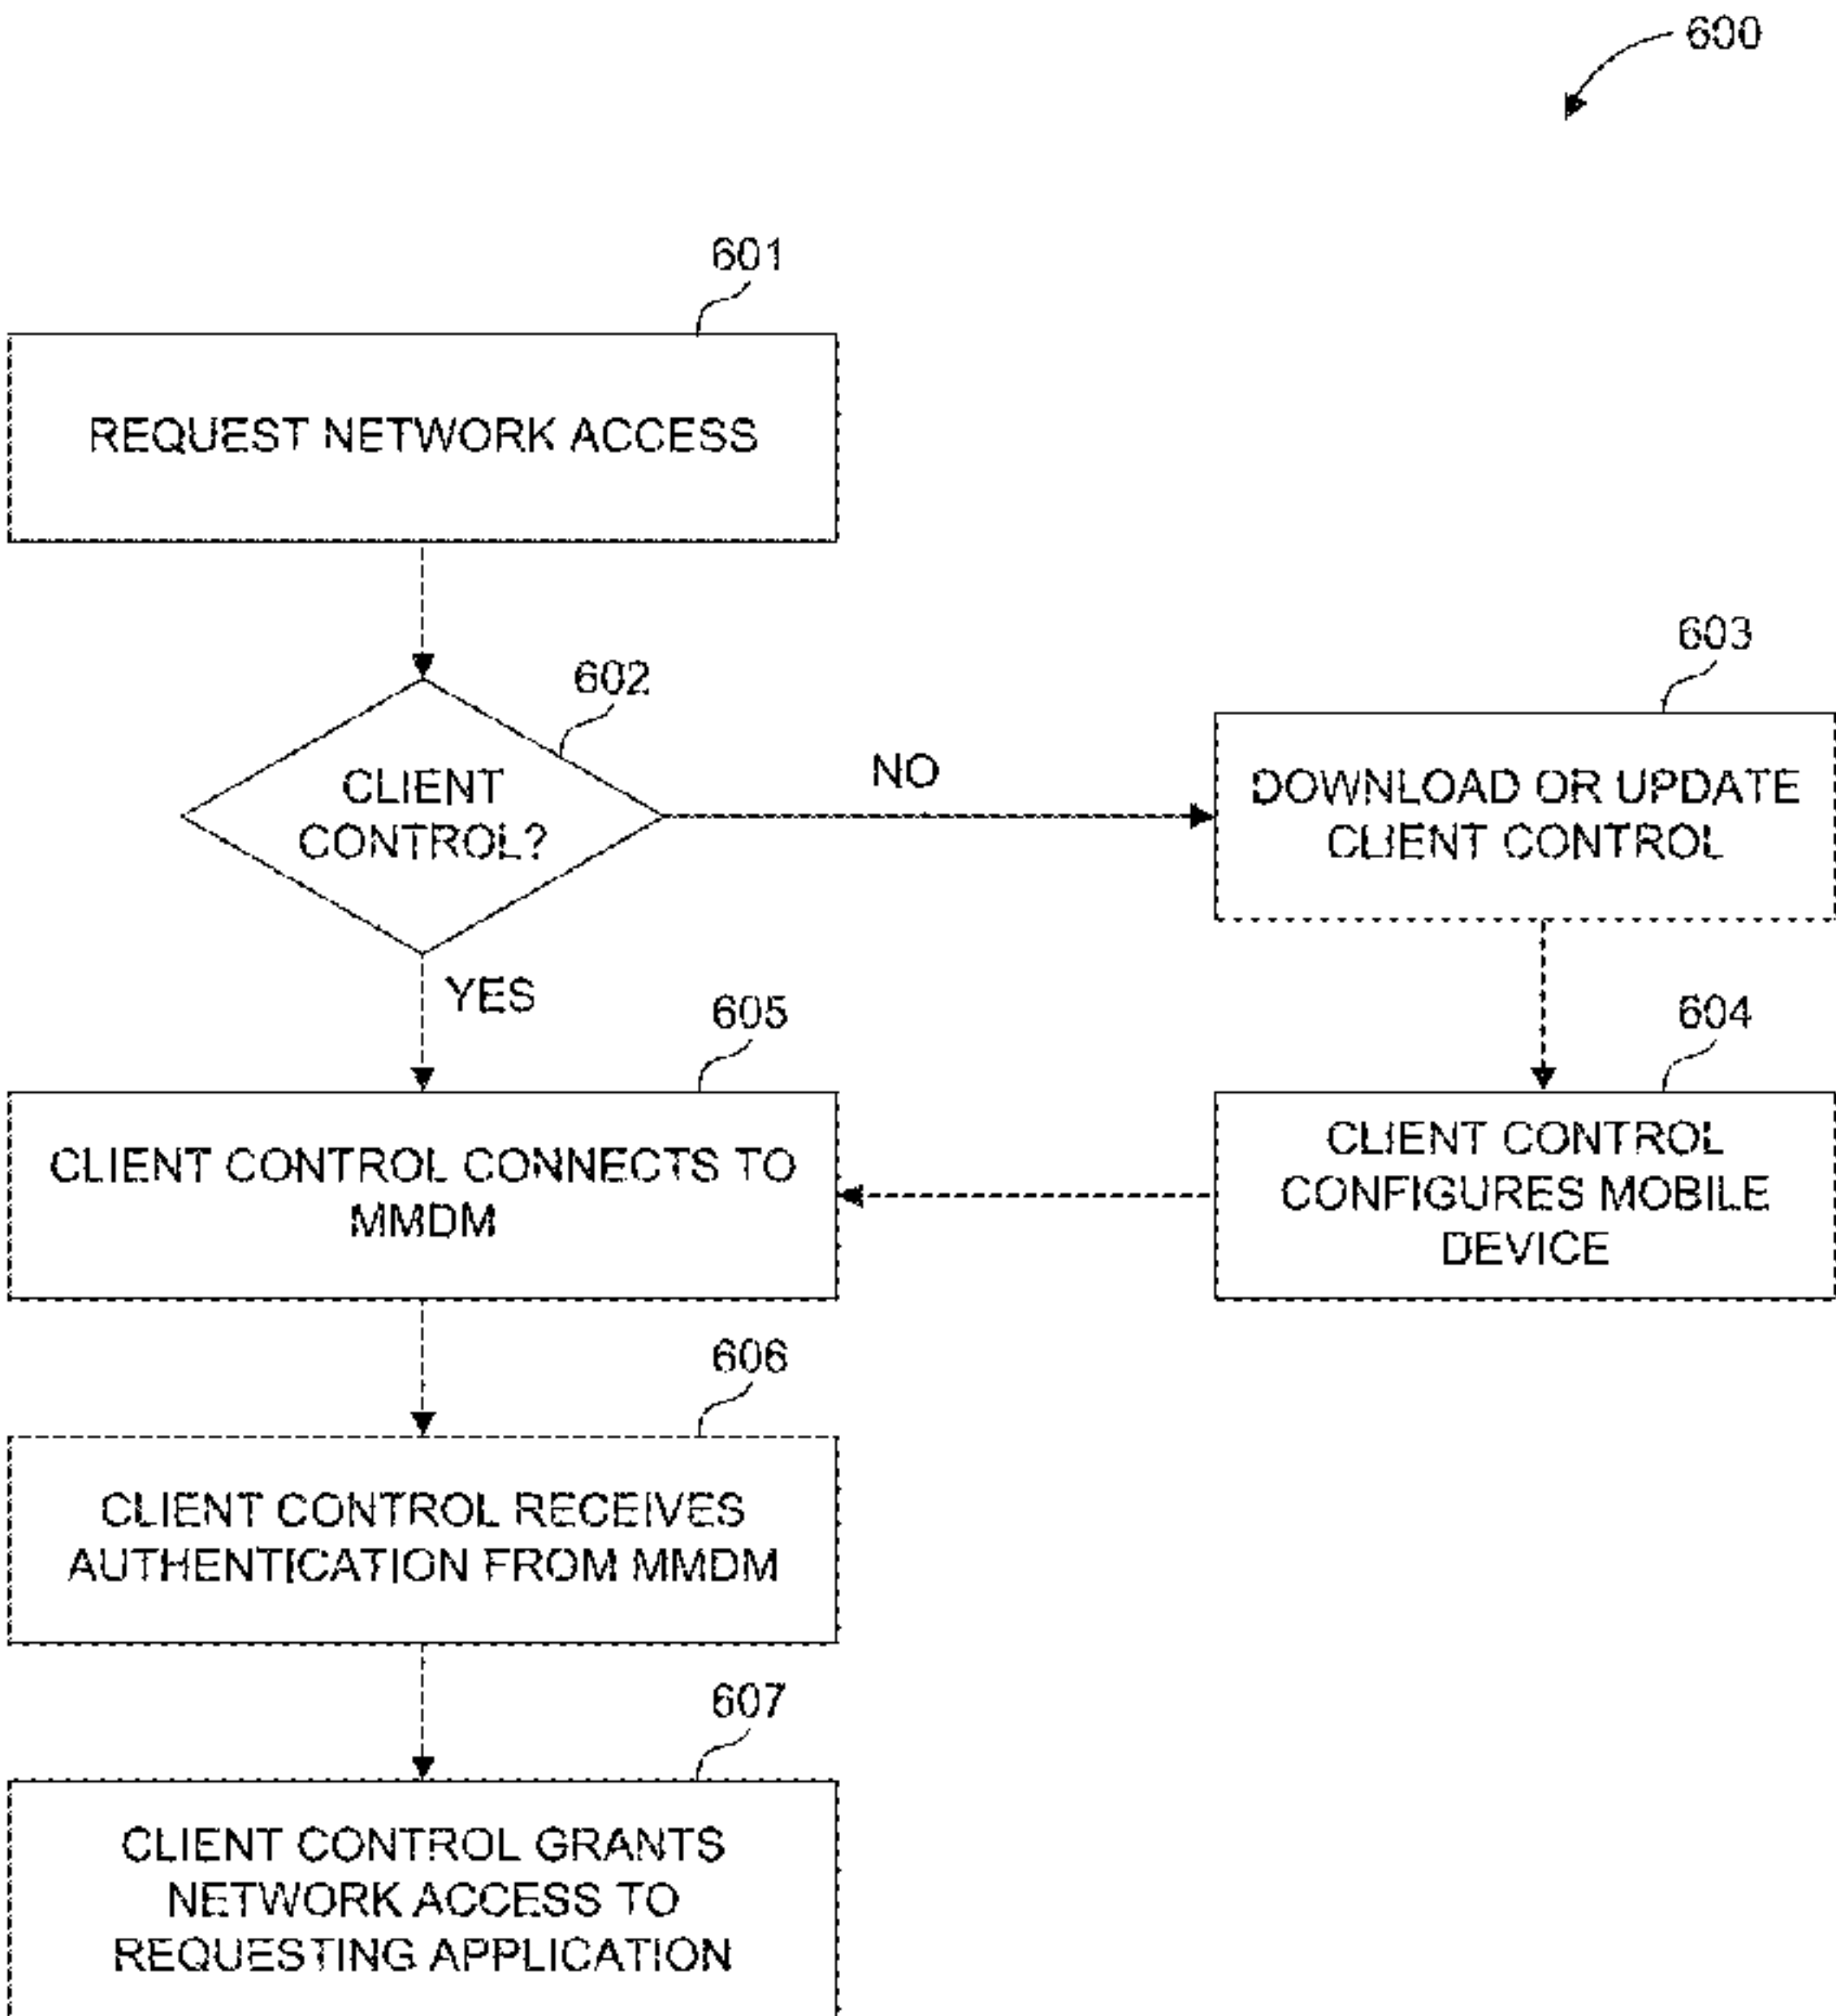 600
601
REQUEST NETWORK ACCESS
602
CLIENT
CONTROL?
NO
603
DOWNLOAD OR UPDATE
CLIENT CONTROL
YES
604
CLIENT CONTROL
CONFIGURES MOBILE
DEVICE
605
CLIENT CONTROL CONNECTS TO
MMDM
606
CLIENT CONTROL RECEIVES
AUTHENTICATION FROM MMDM
607
CLIENT CONTROL GRANTS
NETWORK ACCESS TO
REQUESTING APPLICATION